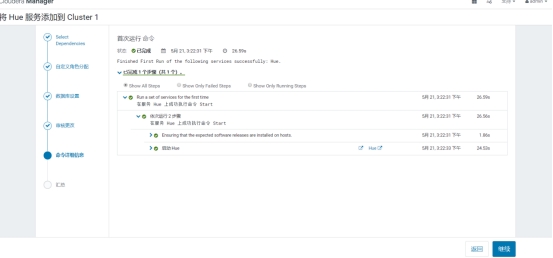 Cloudera Manager
将 Hue 服务添加到 Cluster 1
Select
Dependencies
自定义角色分配
数据库设置
审核更改
命令详细信息
汇总
首次运行 命令
状态 已完成 5月 21, 3:22:31 下午 26.59s
Finished First Run of the following services successfully: Hue.
已完成 1 个步骤（共 1 个）。
Show All Steps Show Only Failed Steps Show Only Running Steps
Run a set of services for the first time 5月 21, 3:22:31 下午 26.59s
在服务 Hue 上成功执行命令 Start
依次运行 2 步骤 5月 21, 3:22:31 下午 26.56s
在服务 Hue 上成功执行命令 Start
Ensuring that the expected software releases are installed on hosts. 5月 21, 3:22:31 下午 1.86s
启动 Hue Hue 5月 21, 3:22:33 下午 24.52s
返回 继续